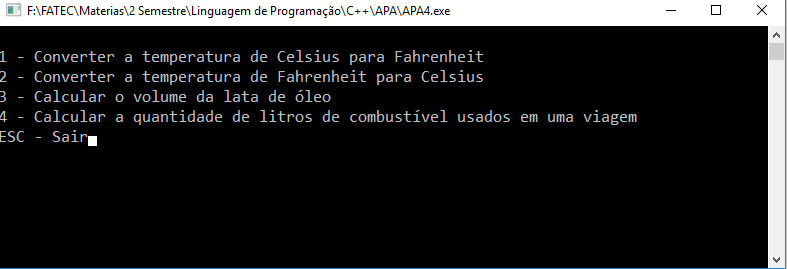 F:\FATEC\Materias\2 Semestre\Linguagem de Programação\C++\APA\APA4.exe
1 - Converter a temperatura de Celsius para Fahrenheit
2 - Converter a temperatura de Fahrenheit para Celsius
3 - Calcular o volume da lata de óleo
4 - Calcular a quantidade de litros de combustível usados em uma viagem
ESC - Sair